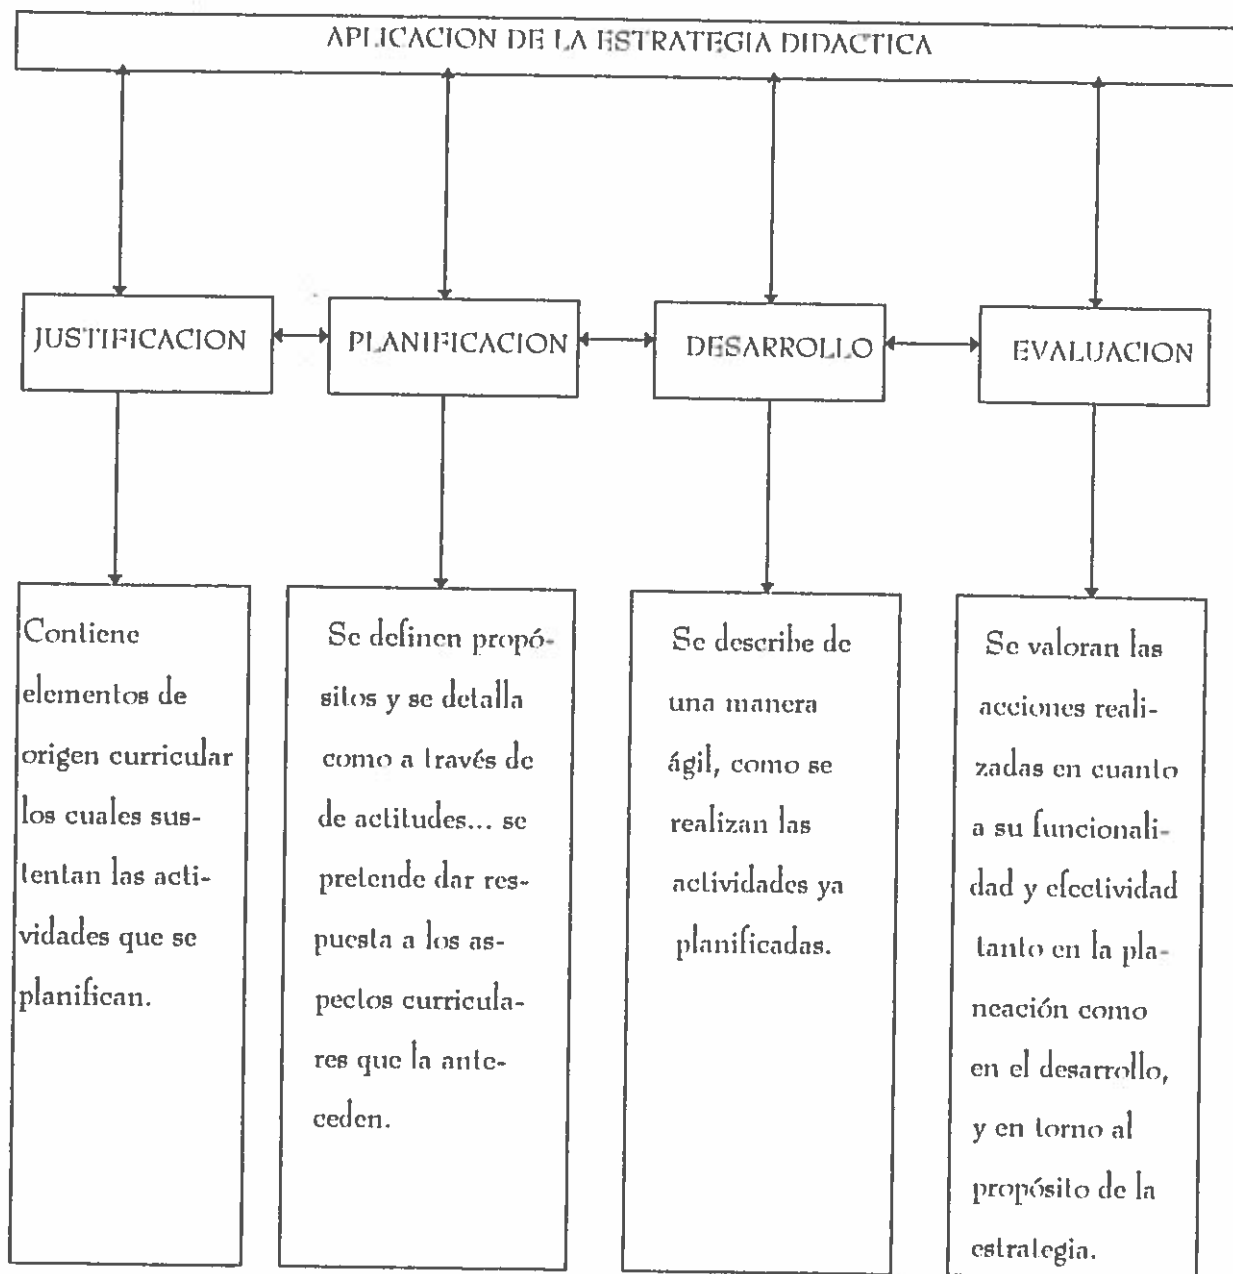 APLICACION DE LA ESTRATEGIA DIDACTICA
JUSTIFICACION
PLANIFICACION
DESARROLLO
EVALUACION
Contiene
elementos de
origen curricular
los cuales sus-
tentan las acti-
vidades que se
planifican.
Se definen propó-
sitos y se detalla
como a través de
de actitudes... se
pretende dar res-
puesta a los as-
pectos curricula-
res que la ante-
ceden.
Se describe de
una manera
ágil, como se
realizan las
actividades ya
planificadas.
Se valoran las
acciones reali-
zadas en cuanto
a su funcionali-
dad y efectividad
tanto en la pla-
neación como
en el desarrollo,
y en torno al
propósito de la
estrategia.